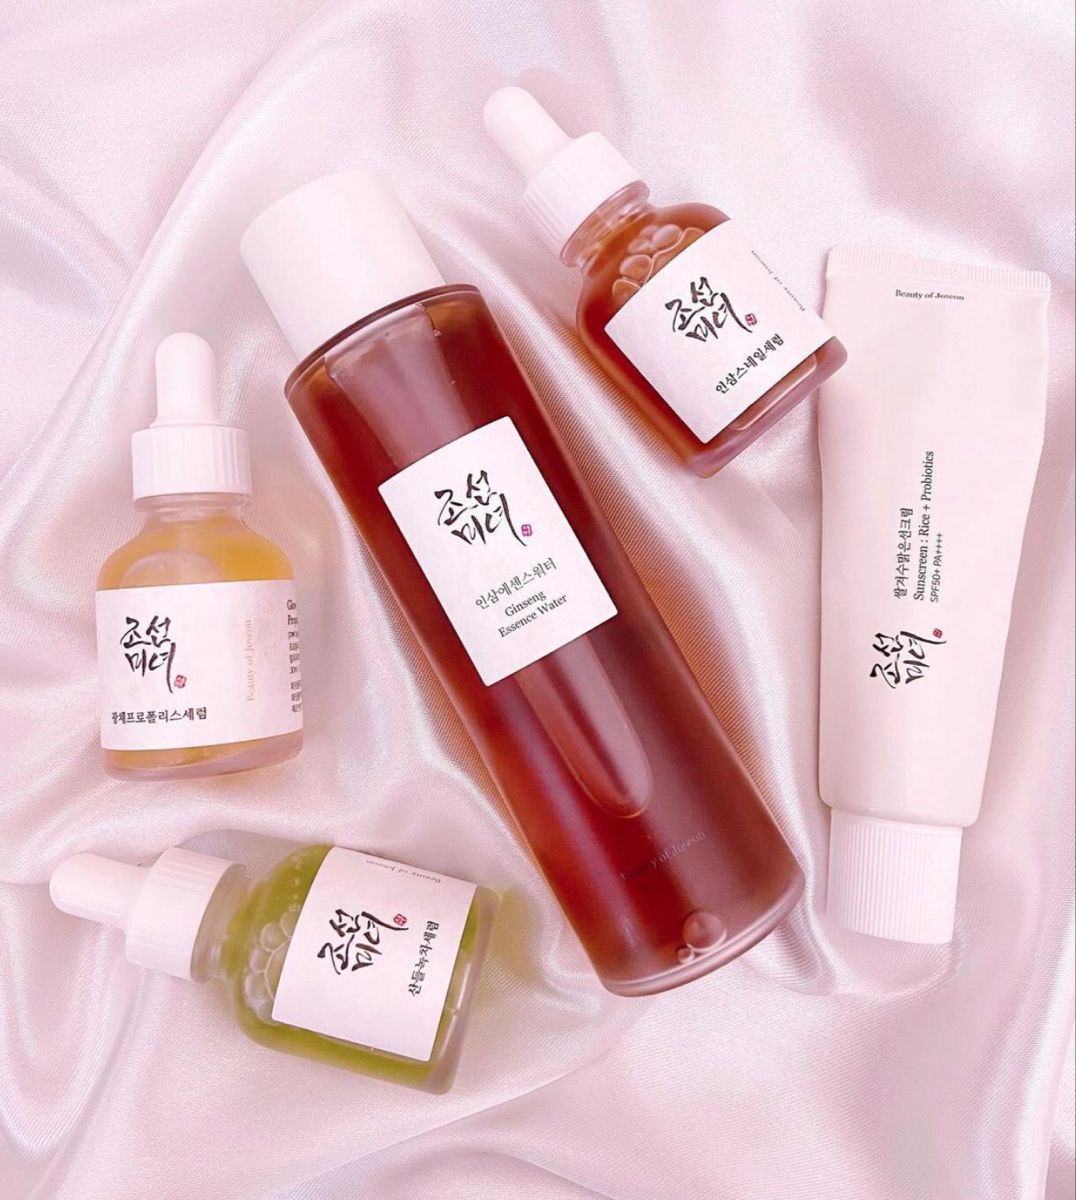 조선
미녀
인삼스네일세럼
Beauty of Joseon
Beauty of Joseon
쌀겨수맑은선크림
Sunscreen : Rice + Probiotics
SPF50+ PA++++
조선
미녀
조선
미녀
인삼에센스워터
Ginseng
Essence Water
Beauty of Joseon
조선
미녀
광채프로폴리스세럼
Beauty of Joseon
조선
미녀
산들녹차세럼
Beauty of Joseon